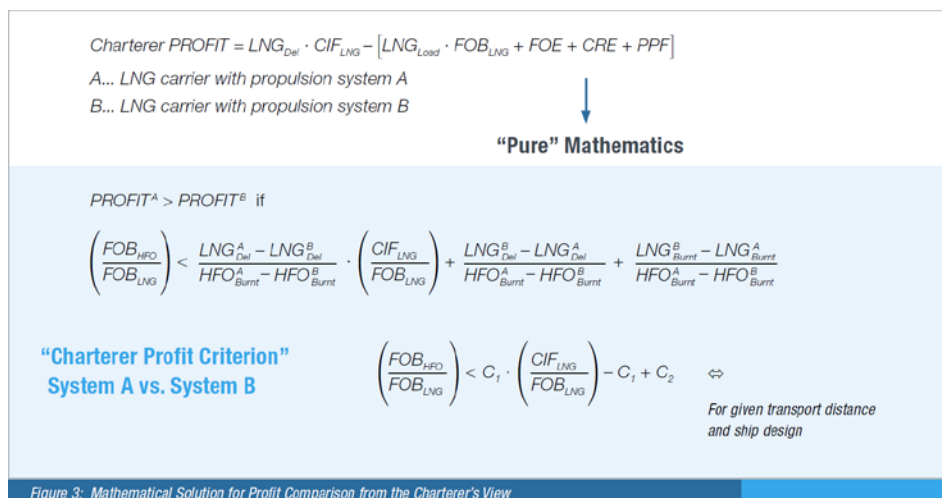 Charterer PROFIT = LNG_Del · CIF_LNG – [LNG_Load · FOB_LNG + FOE + CRE + PPF]
A... LNG carrier with propulsion system A
B... LNG carrier with propulsion system B
“Pure” Mathematics
PROFIT^A > PROFIT^B if
(FOB_HFO / FOB_LNG) < (LNG^A_Del – LNG^B_Del) / (HFO^A_Burnt – HFO^B_Burnt) · (CIF_LNG / FOB_LNG) + (LNG^B_Del – LNG^A_Del) / (HFO^A_Burnt – HFO^B_Burnt) + (LNG^B_Burnt – LNG^A_Burnt) / (HFO^A_Burnt – HFO^B_Burnt)
“Charterer Profit Criterion”
System A vs. System B
(FOB_HFO / FOB_LNG) < C_1 · (CIF_LNG / FOB_LNG) – C_1 + C_2 ⇔
For given transport distance
and ship design
Figure 3: Mathematical Solution for Profit Comparison from the Charterer's View